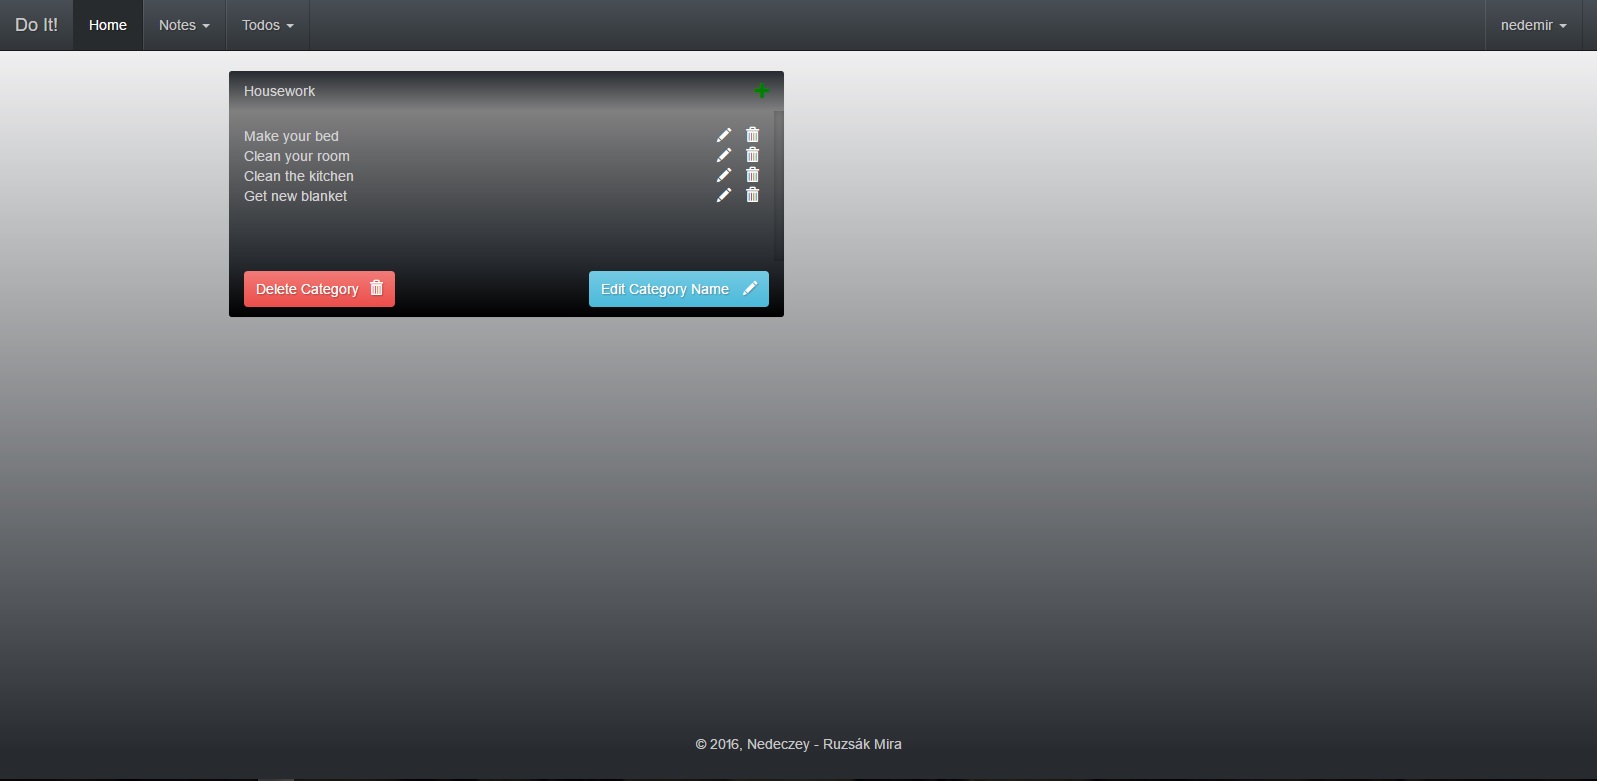 Do It! Home Notes Todos nedemir
Housework
Make your bed
Clean your room
Clean the kitchen
Get new blanket
Delete Category Edit Category Name
© 2016, Nedeczey - Ruzsák Mira